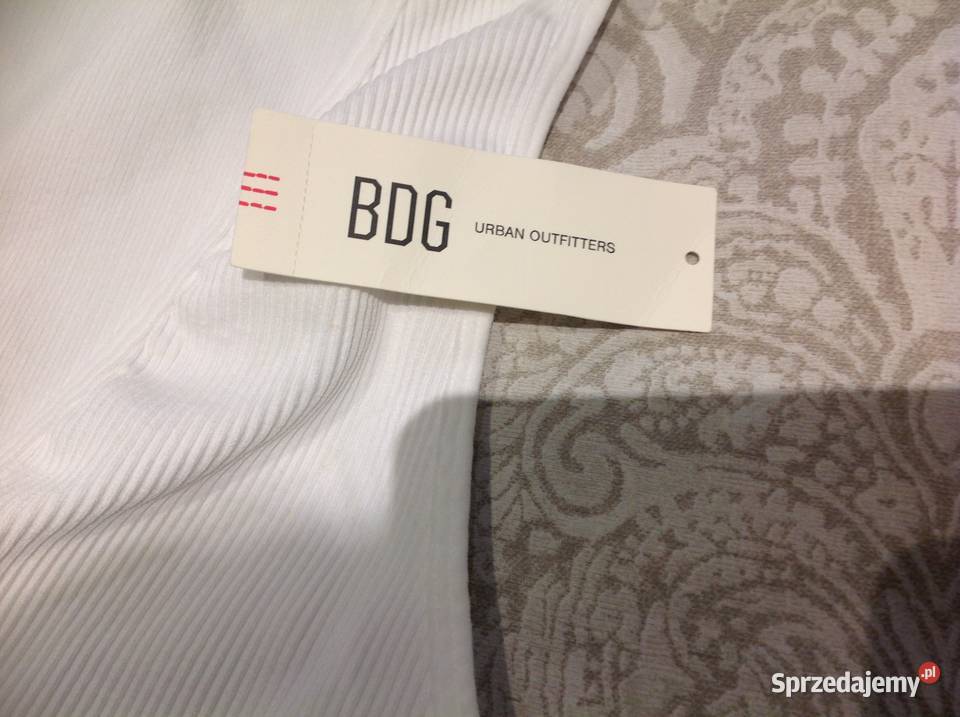 BDG URBAN OUTFITTERS
Sprzedajemy.pl